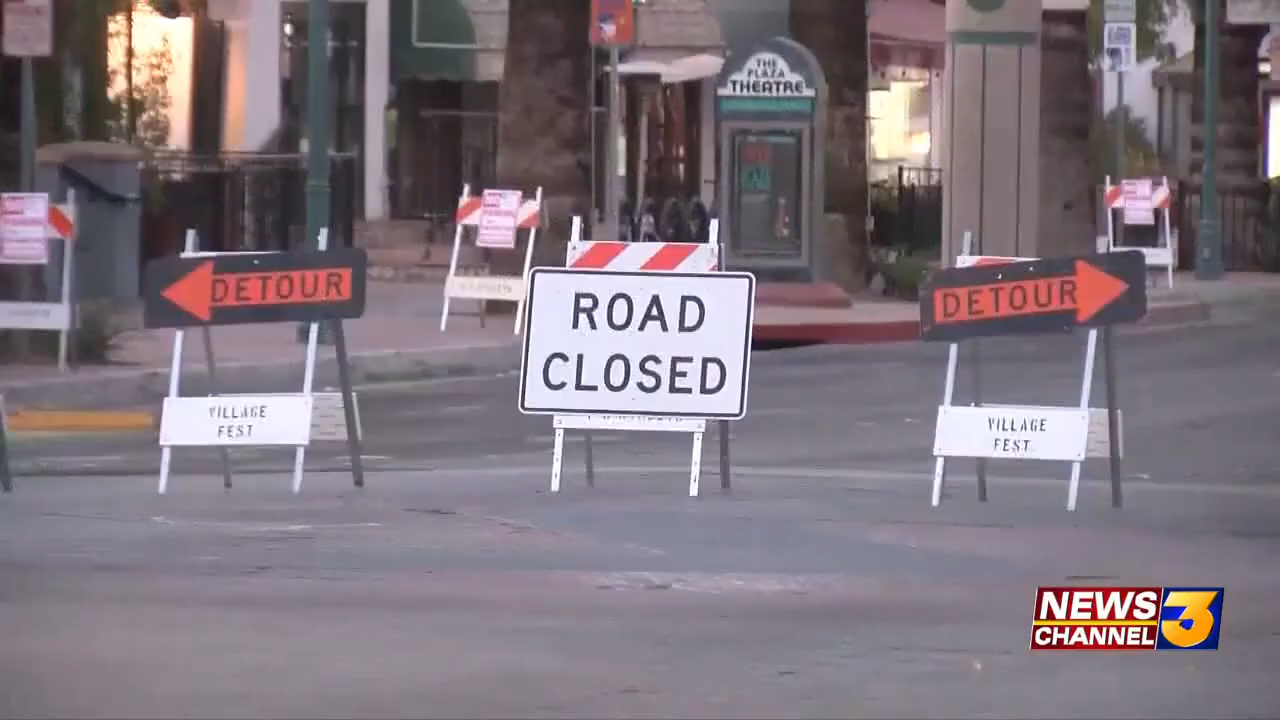 THE
PLAZA
THEATRE
DETOUR
ROAD
CLOSED
DETOUR
VILLAGE
FEST
VILLAGE
FEST
NEWS
CHANNEL 3